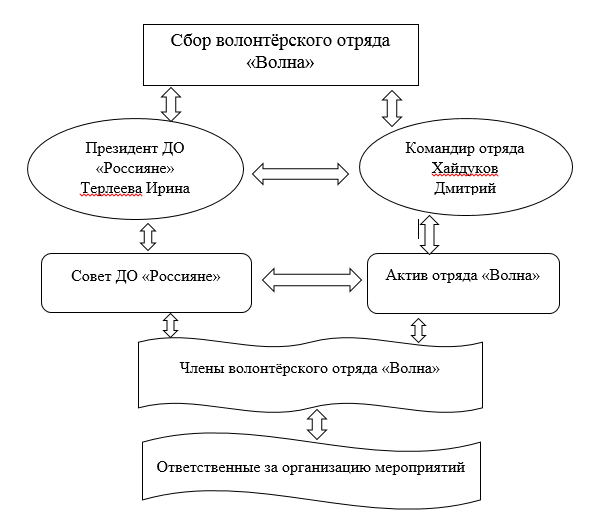 Сбор волонтёрского отряда
«Волна»
Президент ДО
«Россияне»
Терлеева Ирина
Командир отряда
Хайдуков
Дмитрий
Совет ДО «Россияне»
Актив отряда «Волна»
Члены волонтёрского отряда «Волна»
Ответственные за организацию мероприятий